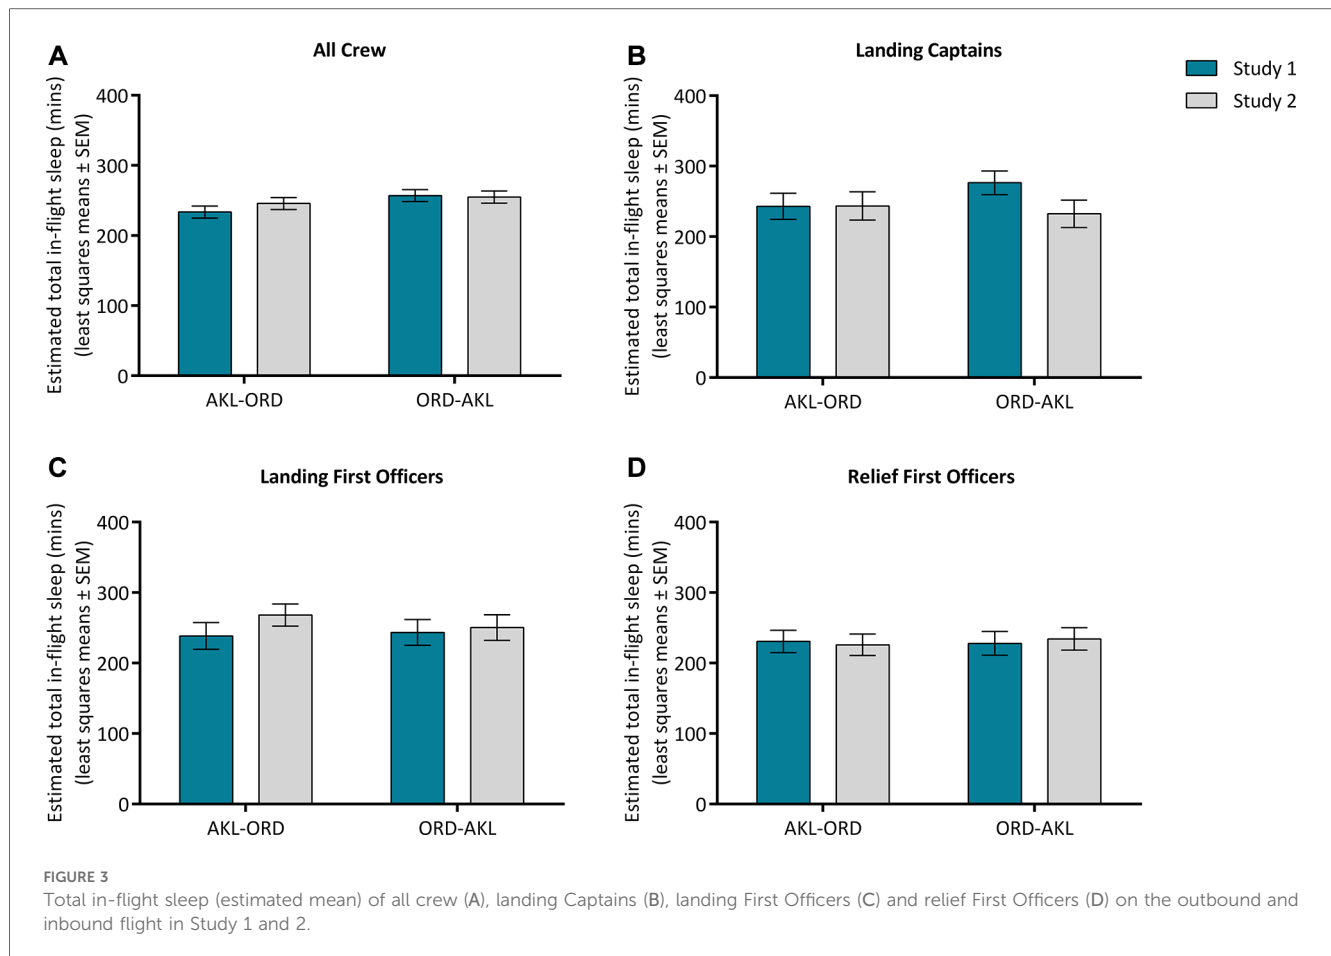 A
All Crew
Estimated total in-flight sleep (mins)
(least squares means ± SEM)
400
300
200
100
0
AKL-ORD
ORD-AKL
B
Landing Captains
Estimated total in-flight sleep (mins)
(least squares means ± SEM)
400
300
200
100
0
AKL-ORD
ORD-AKL
Study 1
Study 2
C
Landing First Officers
Estimated total in-flight sleep (mins)
(least squares means ± SEM)
400
300
200
100
0
AKL-ORD
ORD-AKL
D
Relief First Officers
Estimated total in-flight sleep (mins)
(least squares means ± SEM)
400
300
200
100
0
AKL-ORD
ORD-AKL
FIGURE 3
Total in-flight sleep (estimated mean) of all crew (A), landing Captains (B), landing First Officers (C) and relief First Officers (D) on the outbound and
inbound flight in Study 1 and 2.